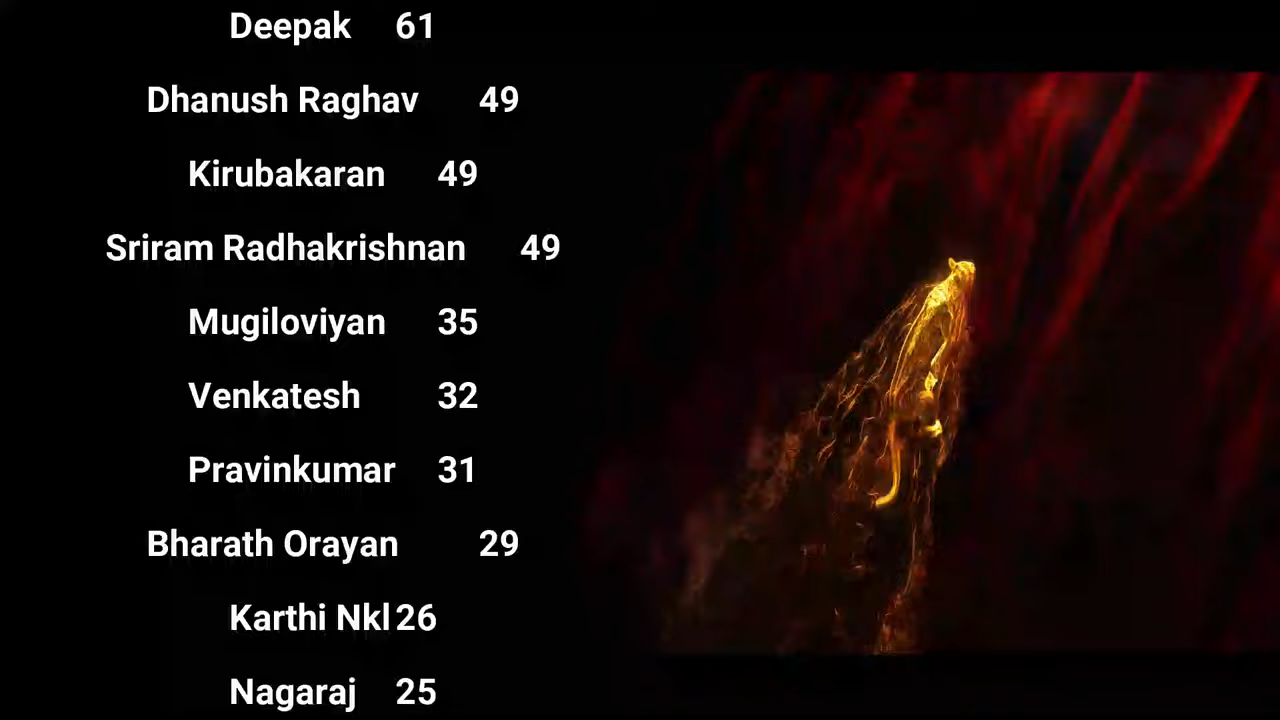 Deepak 61
Dhanush Raghav 49
Kirubakaran 49
Sriram Radhakrishnan 49
Mugiloviyan 35
Venkatesh 32
Pravinkumar 31
Bharath Orayan 29
Karthi Nkl 26
Nagaraj 25